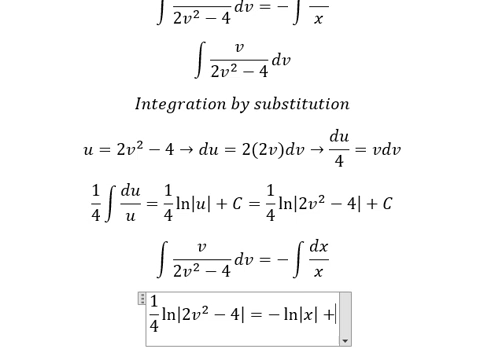 ∫ v/(2v² − 4) dv = − ∫ dx/x
∫ v/(2v² − 4) dv
Integration by substitution
u = 2v² − 4 → du = 2(2v)dv → du/4 = vdv
1/4 ∫ du/u = 1/4 ln|u| + C = 1/4 ln|2v² − 4| + C
∫ v/(2v² − 4) dv = − ∫ dx/x
1/4 ln|2v² − 4| = − ln|x| +